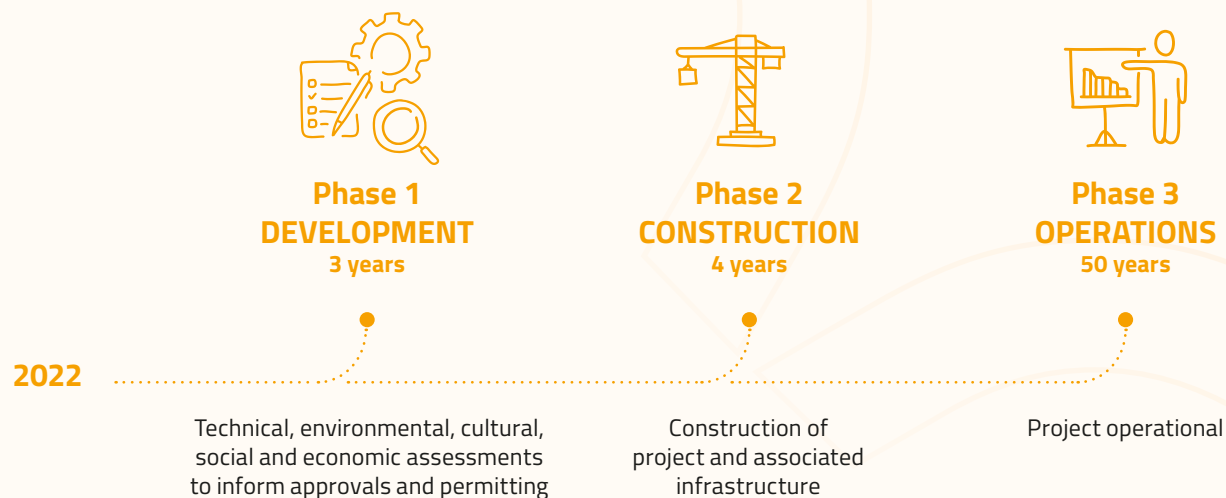 Phase 1
DEVELOPMENT
3 years
Phase 2
CONSTRUCTION
4 years
Phase 3
OPERATIONS
50 years
2022
Technical, environmental, cultural,
social and economic assessments
to inform approvals and permitting
Construction of
project and associated
infrastructure
Project operational